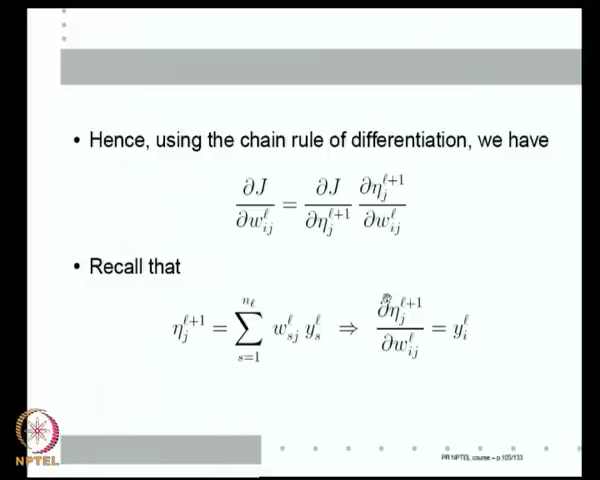 • Hence, using the chain rule of differentiation, we have
∂J/∂w_{ij}^ℓ = ∂J/∂η_j^{ℓ+1} ∂η_j^{ℓ+1}/∂w_{ij}^ℓ
• Recall that
η_j^{ℓ+1} = ∑_{s=1}^{n_ℓ} w_{sj}^ℓ y_s^ℓ ⇒ ∂η_j^{ℓ+1}/∂w_{ij}^ℓ = y_i^ℓ
NPTEL
PR NPTEL course – p.105/133